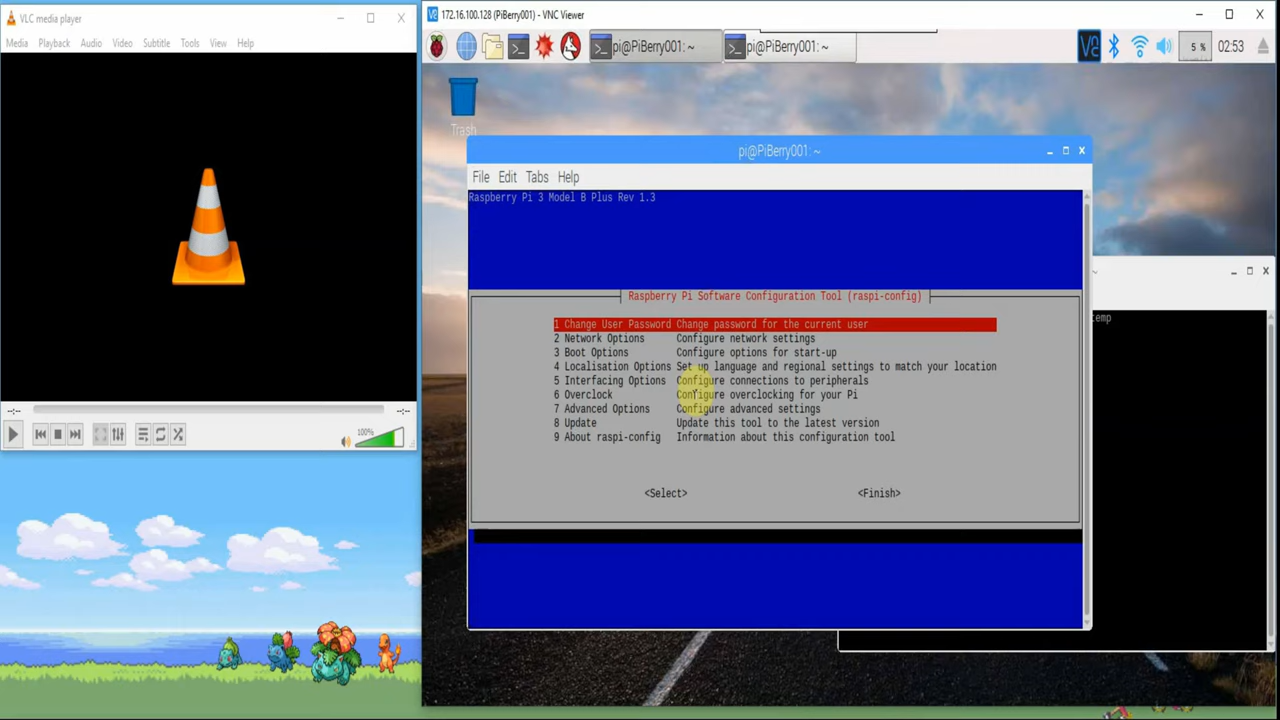 VLC media player
Media Playback Audio Video Subtitle Tools View Help
--:-- --:--
100%
172.16.100.128 (PiBerry001) - VNC Viewer
pi@PiBerry001: ~ pi@PiBerry001: ~ 5 % 02:53
Trash
pi@PiBerry001: ~
File Edit Tabs Help
Raspberry Pi 3 Model B Plus Rev 1.3
Raspberry Pi Software Configuration Tool (raspi-config)
1 Change User Password Change password for the current user
2 Network Options Configure network settings
3 Boot Options Configure options for start-up
4 Localisation Options Set up language and regional settings to match your location
5 Interfacing Options Configure connections to peripherals
6 Overclock Configure overclocking for your Pi
7 Advanced Options Configure advanced settings
8 Update Update this tool to the latest version
9 About raspi-config Information about this configuration tool
<Select> <Finish>
~
temp